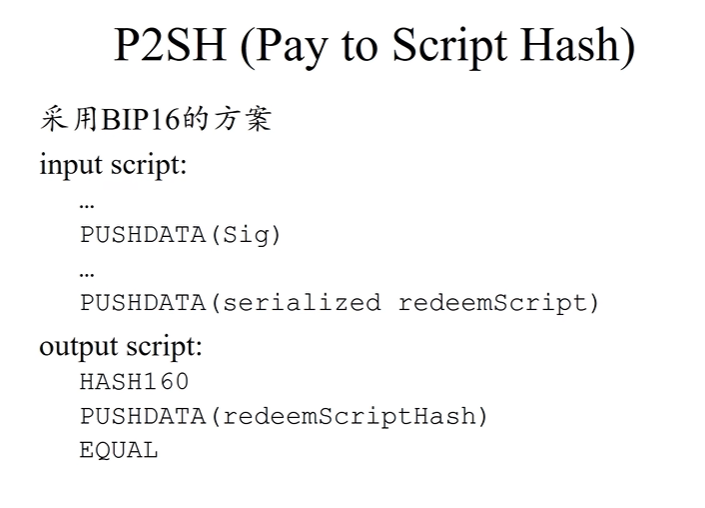 P2SH (Pay to Script Hash)
采用BIP16的方案
input script:
…
PUSHDATA(Sig)
…
PUSHDATA(serialized redeemScript)
output script:
HASH160
PUSHDATA(redeemScriptHash)
EQUAL